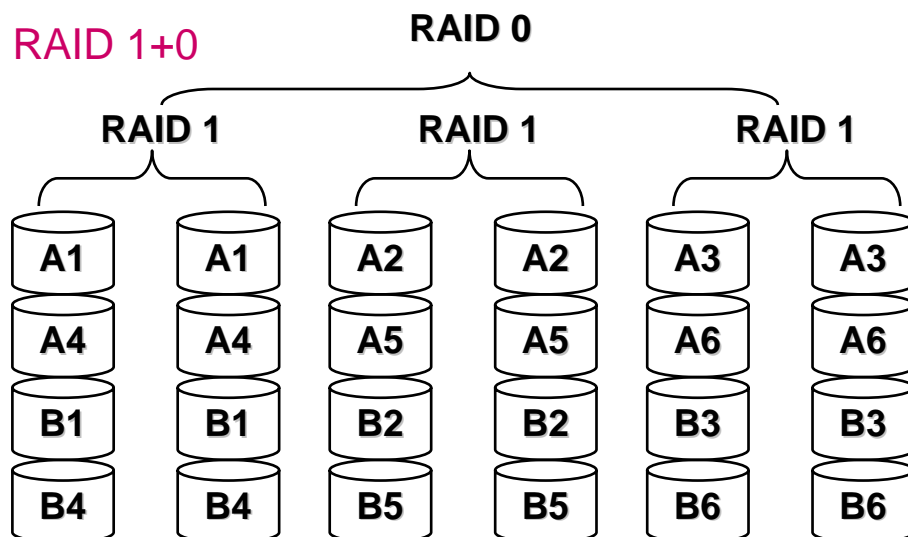 RAID 1+0
RAID 0
RAID 1 RAID 1 RAID 1
A1 A1 A2 A2 A3 A3
A4 A4 A5 A5 A6 A6
B1 B1 B2 B2 B3 B3
B4 B4 B5 B5 B6 B6